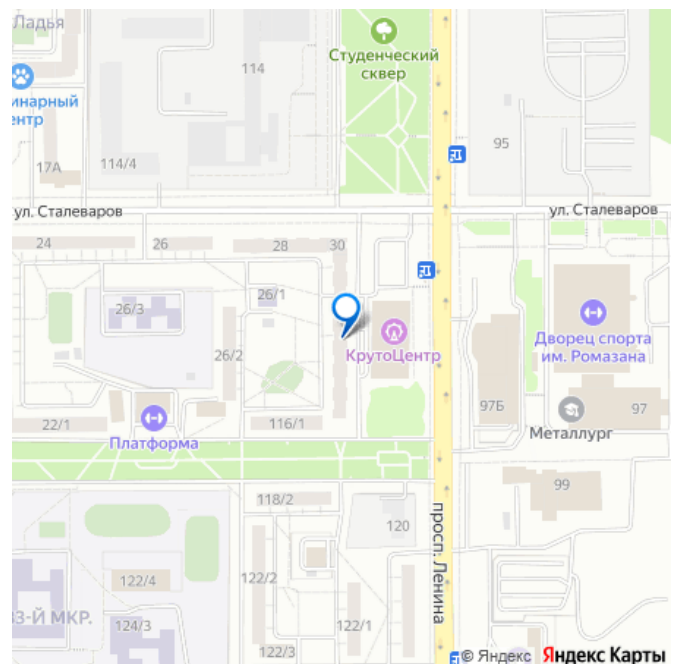 Ладья
114
Студенческий
сквер
инарный
ентр
17А
114/4
95
ул. Сталеваров
ул. Сталеваров
24
26
28
30
26/1
26/3
26/2
КрутоЦентр
Дворец спорта
им. Ромазана
22/1
Платформа
116/1
97Б
97
Металлург
118/2
120
99
просп. Ленина
122/4
122/2
33-Й МКР.
124/3
122/1
122/3
© Яндекс Яндекс Карты